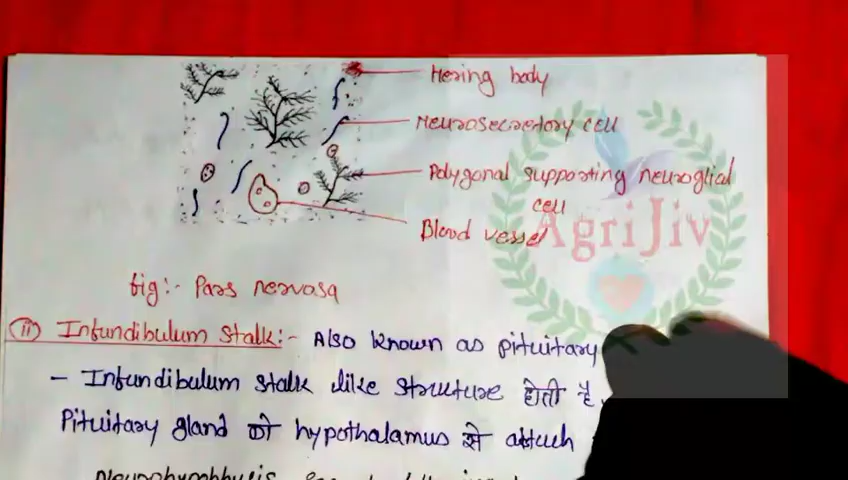 Hering body
Neurosecretory cell
Polygonal supporting neuroglial
cell
Blood vessel
AgriJiv
fig:- Pars nervosa
(ii) Infundibulum stalk:- Also known as pituitary
- Infundibulum stalk like structure होती है
Pituitary gland को hypothalamus से attach